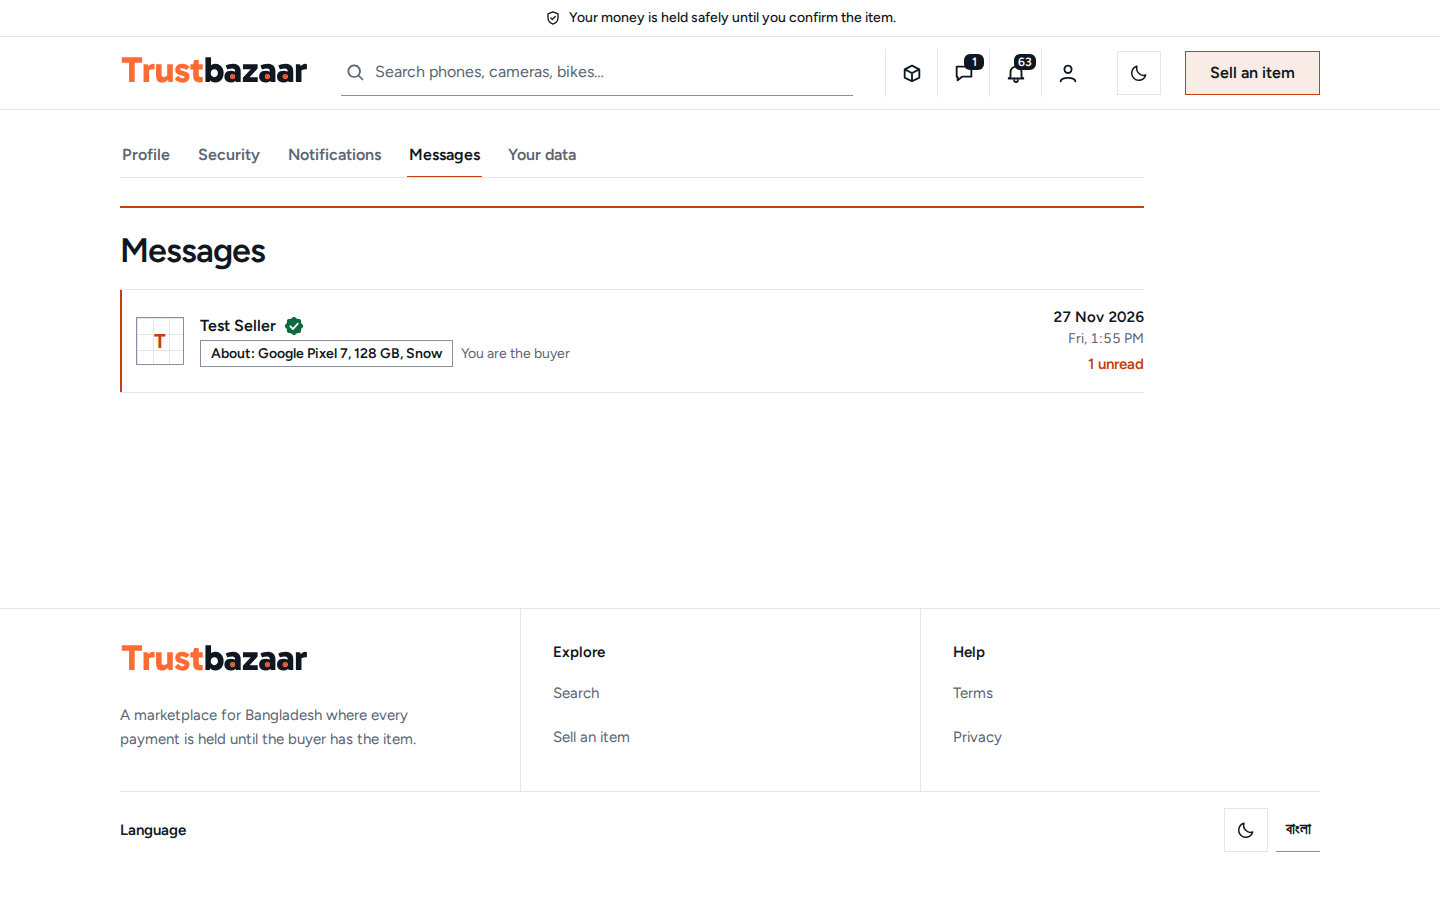 Your money is held safely until you confirm the item.
Trustbazaar
Search phones, cameras, bikes...
1
63
Sell an item
Profile
Security
Notifications
Messages
Your data
Messages
T
Test Seller
About: Google Pixel 7, 128 GB, Snow
You are the buyer
27 Nov 2026
Fri, 1:55 PM
1 unread
Trustbazaar
A marketplace for Bangladesh where every
payment is held until the buyer has the item.
Explore
Search
Sell an item
Help
Terms
Privacy
Language
বাংলা